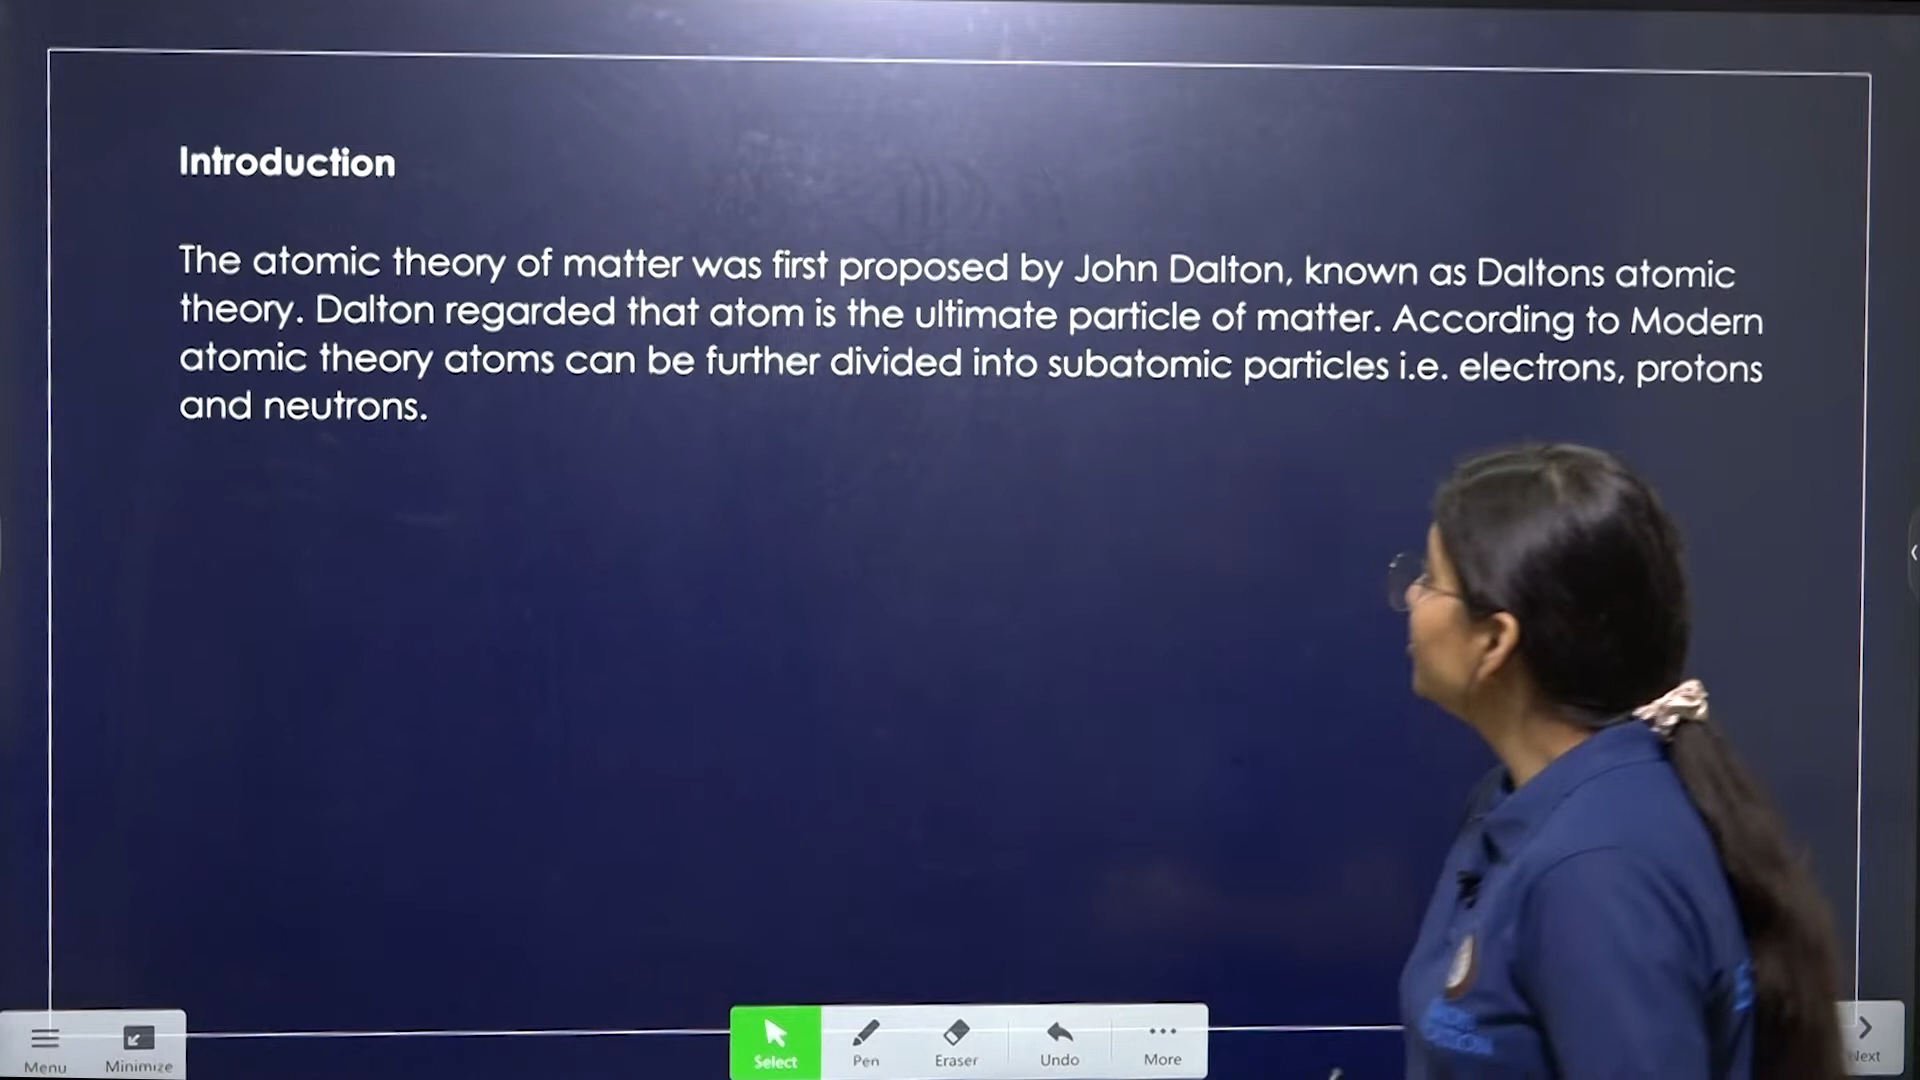 Introduction
The atomic theory of matter was first proposed by John Dalton, known as Daltons atomic
theory. Dalton regarded that atom is the ultimate particle of matter. According to Modern
atomic theory atoms can be further divided into subatomic particles i.e. electrons, protons
and neutrons.
Menu
Minimize
Select
Pen
Eraser
Undo
More